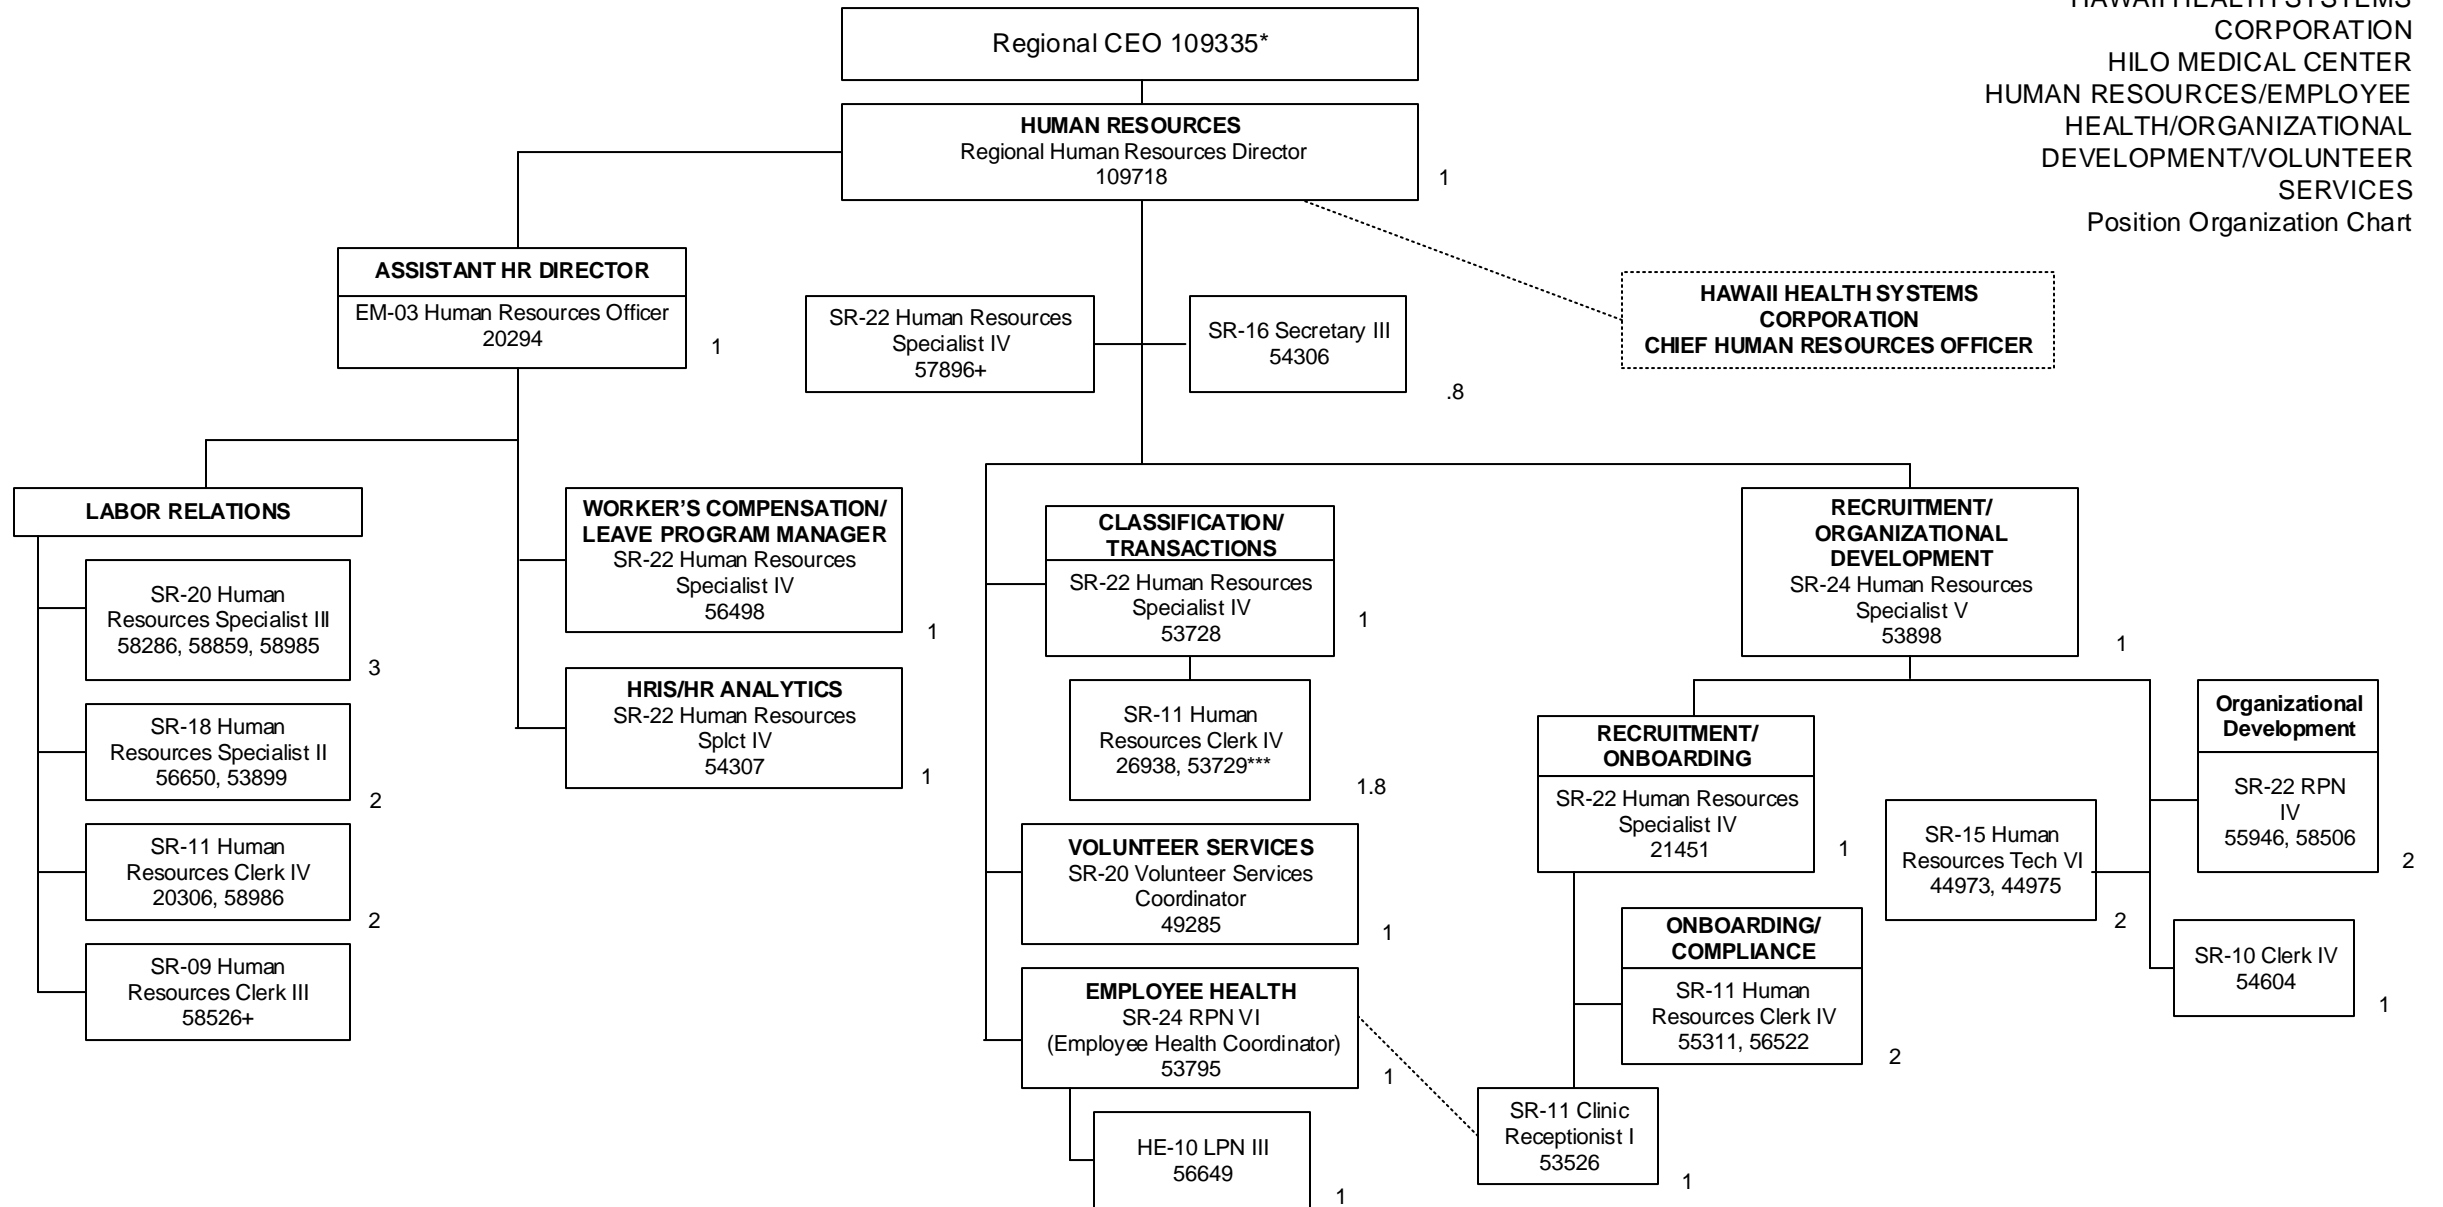 HAWAII HEALTH SYSTEMS
CORPORATION
HILO MEDICAL CENTER
HUMAN RESOURCES/EMPLOYEE
HEALTH/ORGANIZATIONAL
DEVELOPMENT/VOLUNTEER
SERVICES
Position Organization Chart
Regional CEO 109335*
HUMAN RESOURCES
Regional Human Resources Director
109718
1
ASSISTANT HR DIRECTOR
EM-03 Human Resources Officer
20294
1
SR-22 Human Resources
Specialist IV
57896+
SR-16 Secretary III
54306
.8
HAWAII HEALTH SYSTEMS
CORPORATION
CHIEF HUMAN RESOURCES OFFICER
LABOR RELATIONS
SR-20 Human
Resources Specialist III
58286, 58859, 58985
3
SR-18 Human
Resources Specialist II
56650, 53899
2
SR-11 Human
Resources Clerk IV
20306, 58986
2
SR-09 Human
Resources Clerk III
58526+
WORKER'S COMPENSATION/
LEAVE PROGRAM MANAGER
SR-22 Human Resources
Specialist IV
56498
1
HRIS/HR ANALYTICS
SR-22 Human Resources
Splct IV
54307
1
CLASSIFICATION/
TRANSACTIONS
SR-22 Human Resources
Specialist IV
53728
1
SR-11 Human
Resources Clerk IV
26938, 53729***
1.8
VOLUNTEER SERVICES
SR-20 Volunteer Services
Coordinator
49285
1
EMPLOYEE HEALTH
SR-24 RPN VI
(Employee Health Coordinator)
53795
1
HE-10 LPN III
56649
1
RECRUITMENT/
ORGANIZATIONAL
DEVELOPMENT
SR-24 Human Resources
Specialist V
53898
1
RECRUITMENT/
ONBOARDING
SR-22 Human Resources
Specialist IV
21451
1
ONBOARDING/
COMPLIANCE
SR-11 Human
Resources Clerk IV
55311, 56522
2
SR-11 Clinic
Receptionist I
53526
1
SR-15 Human
Resources Tech VI
44973, 44975
2
Organizational
Development
SR-22 RPN
IV
55946, 58506
2
SR-10 Clerk IV
54604
1